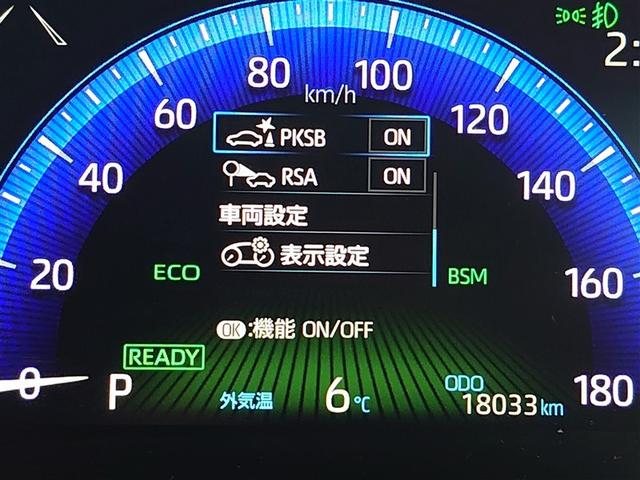 2:
80 100
60 km/h 120
PKSB ON
40 RSA ON 140
車両設定
表示設定
20 ECO BSM 160
OK:機能 ON/OFF
READY
0 P 外気温 6℃ ODO 18033km 180